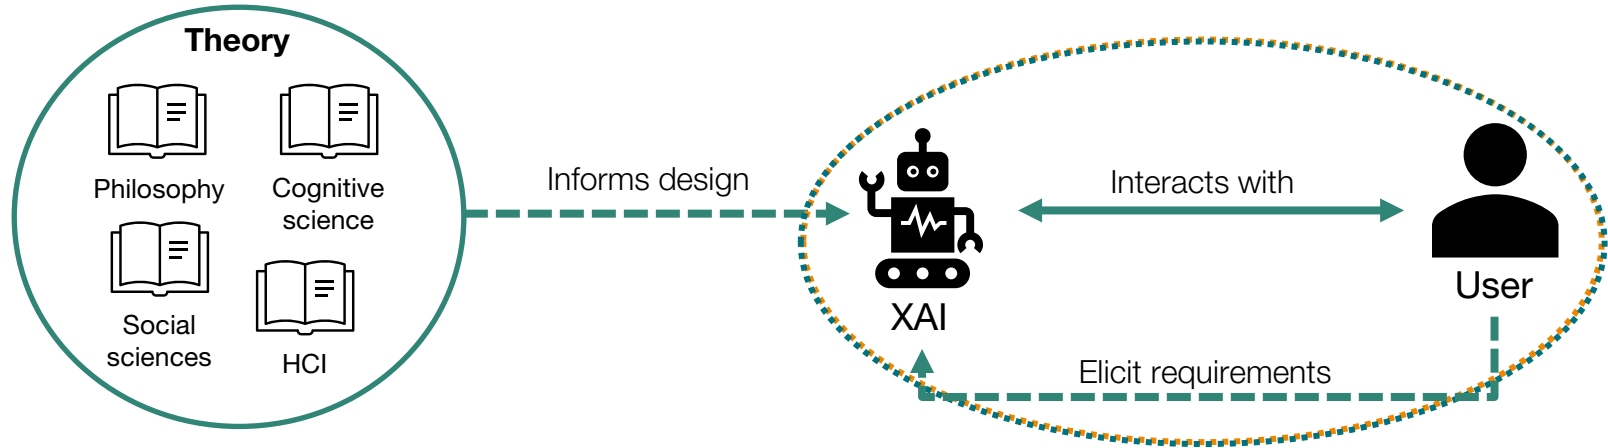 Theory
Philosophy
Cognitive
science
Social
sciences
HCI
Informs design
XAI
Interacts with
User
Elicit requirements